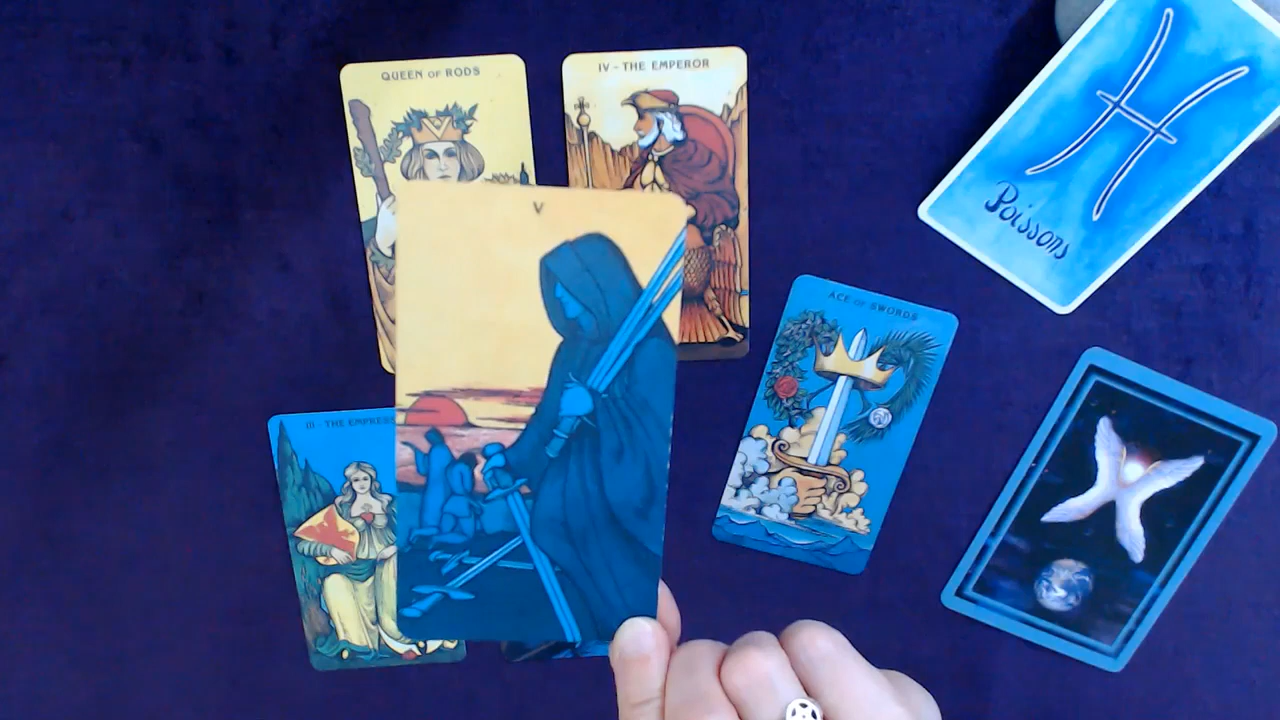 QUEEN OF RODS
IV - THE EMPEROR
V
III - THE EMPRESS
ACE OF SWORDS
Poissons